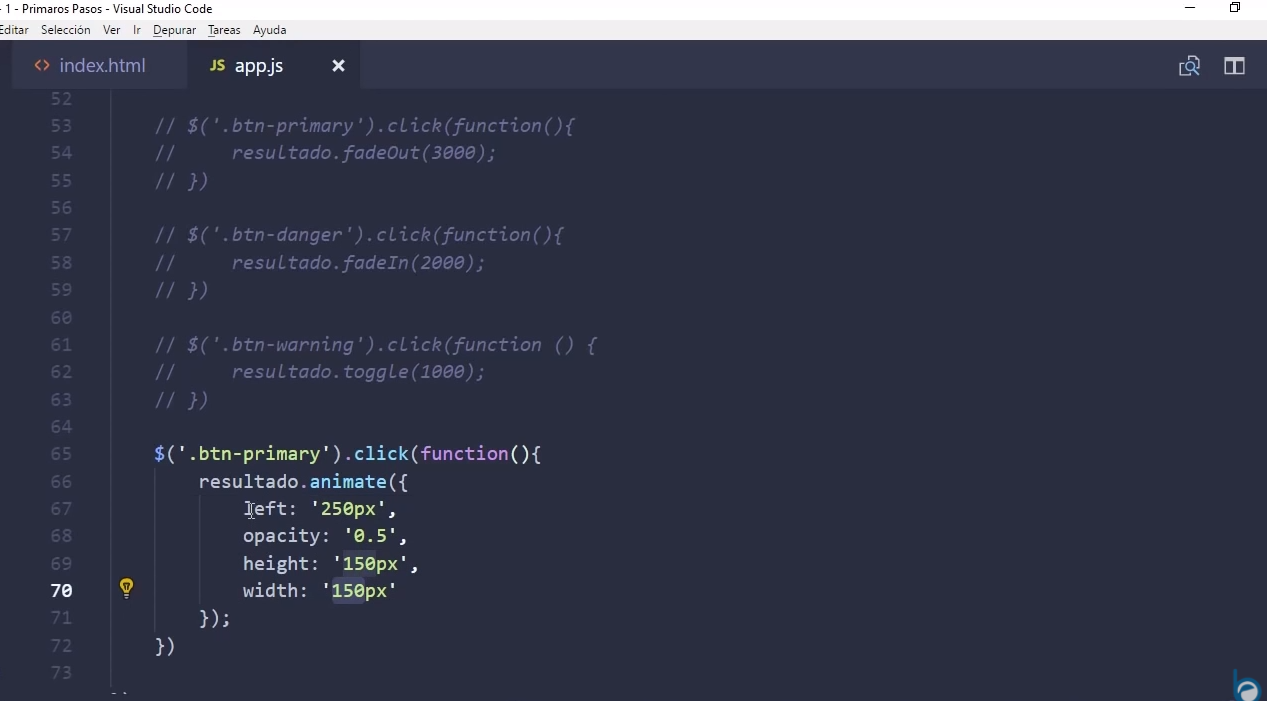 - 1 - Primaros Pasos - Visual Studio Code
Editar Selección Ver Ir Depurar Tareas Ayuda
<> index.html JS app.js ×
52
53 // $('.btn-primary').click(function(){
54 // resultado.fadeOut(3000);
55 // })
56
57 // $('.btn-danger').click(function(){
58 // resultado.fadeIn(2000);
59 // })
60
61 // $('.btn-warning').click(function () {
62 // resultado.toggle(1000);
63 // })
64
65 $('.btn-primary').click(function(){
66 resultado.animate({
67 left: '250px',
68 opacity: '0.5',
69 height: '150px',
70 width: '150px'
71 });
72 })
73